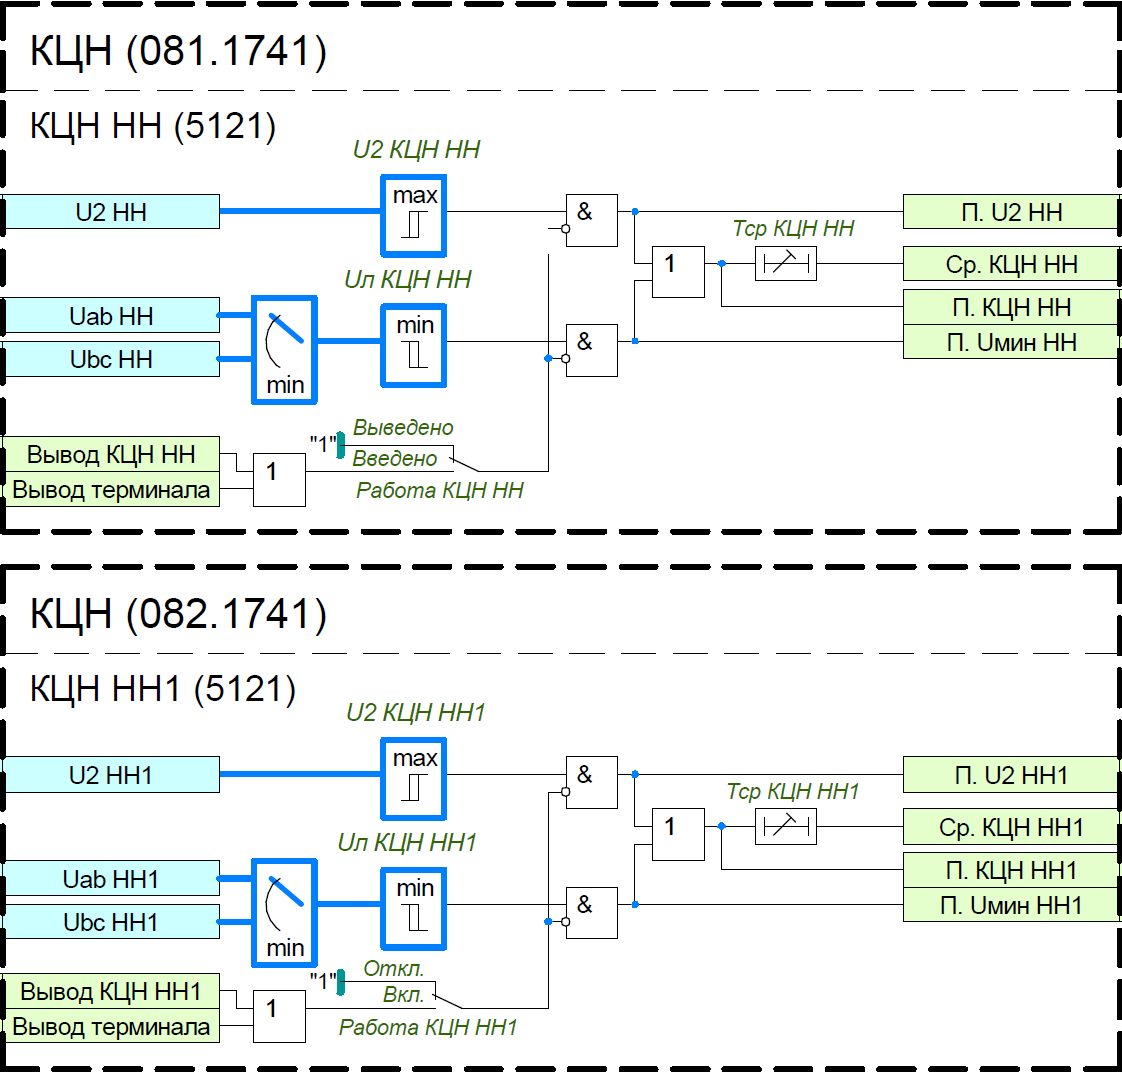 КЦН (081.1741)
КЦН НН (5121)
U2 КЦН НН
max
U2 НН
&
П. U2 НН
Тср КЦН НН
1
Ср. КЦН НН
Uл КЦН НН
min
Uab НН
П. КЦН НН
&
Ubc НН
П. Uмин НН
min
"1"
Выведено
Вывод КЦН НН
Введено
1
Вывод терминала
Работа КЦН НН
КЦН (082.1741)
КЦН НН1 (5121)
U2 КЦН НН1
max
U2 НН1
&
П. U2 НН1
Тср КЦН НН1
1
Ср. КЦН НН1
Uл КЦН НН1
min
Uab НН1
П. КЦН НН1
&
Ubc НН1
П. Uмин НН1
min
"1"
Откл.
Вывод КЦН НН1
Вкл.
1
Вывод терминала
Работа КЦН НН1